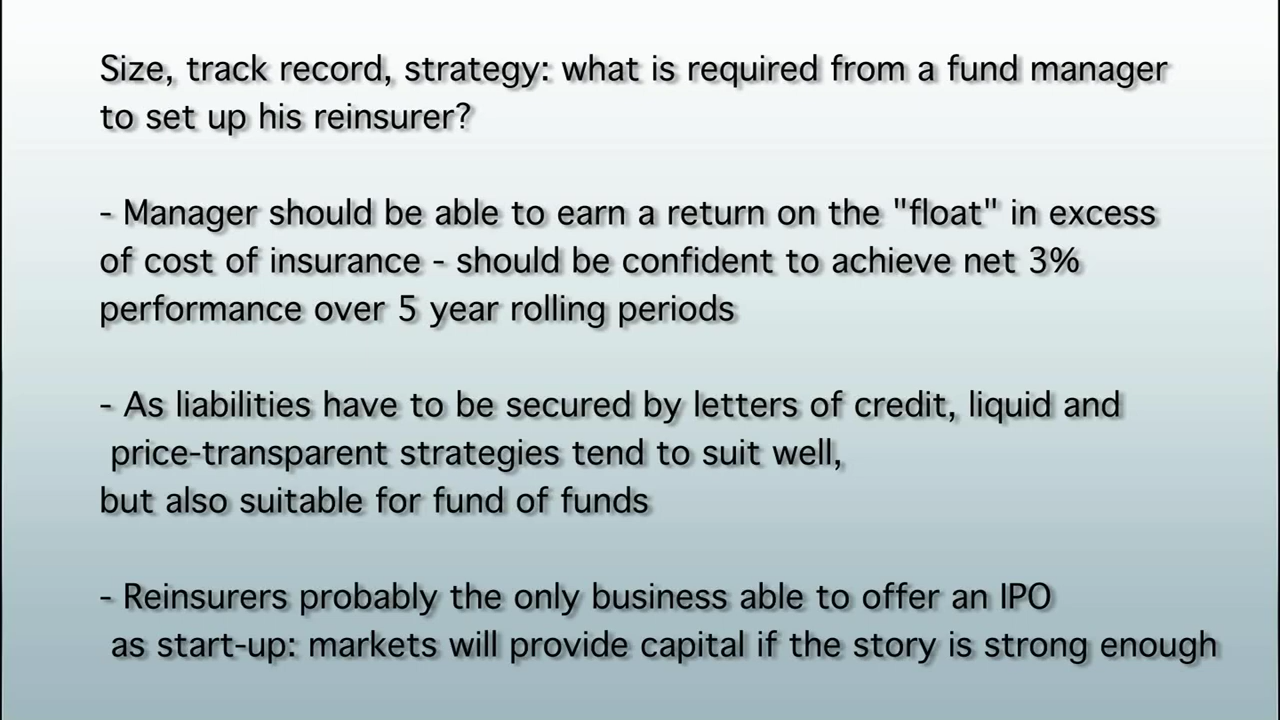 Size, track record, strategy: what is required from a fund manager
to set up his reinsurer?
- Manager should be able to earn a return on the "float" in excess
of cost of insurance - should be confident to achieve net 3%
performance over 5 year rolling periods
- As liabilities have to be secured by letters of credit, liquid and
price-transparent strategies tend to suit well,
but also suitable for fund of funds
- Reinsurers probably the only business able to offer an IPO
as start-up: markets will provide capital if the story is strong enough